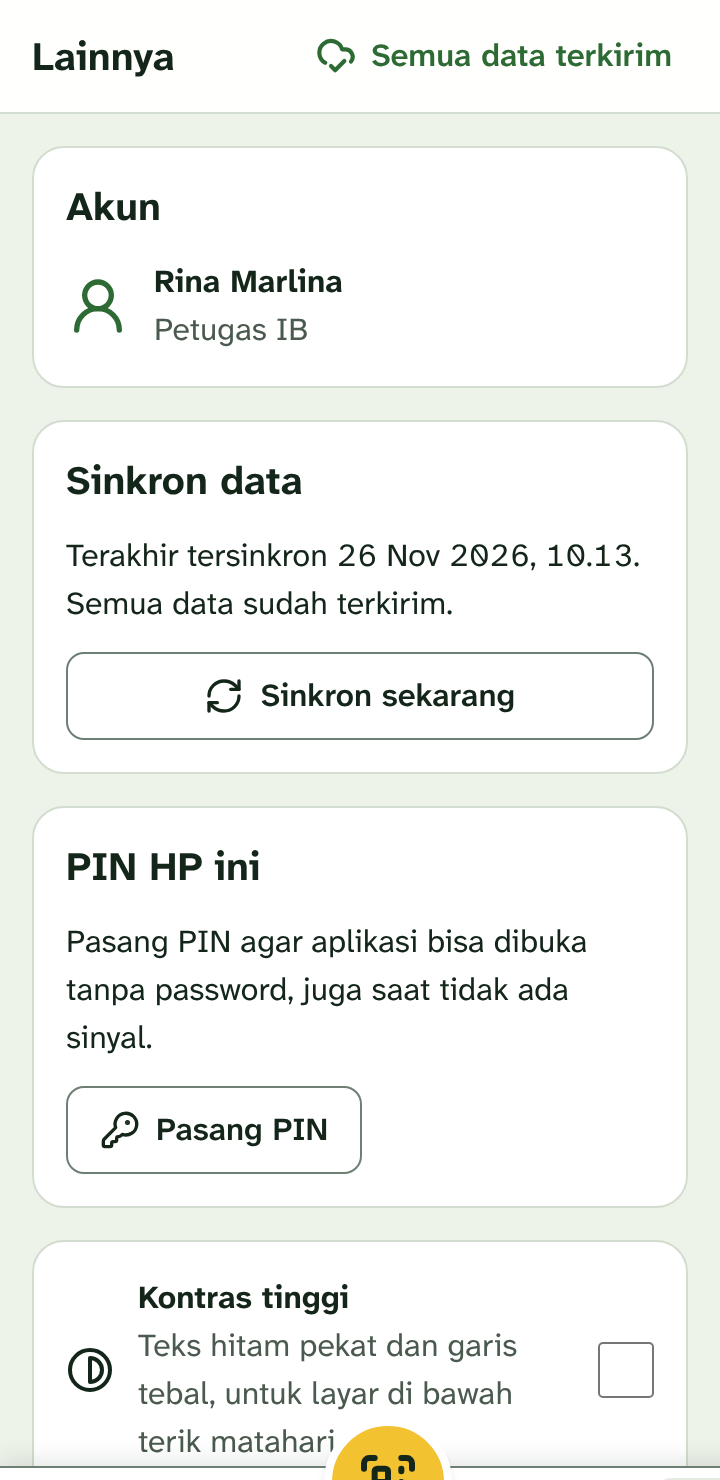 Lainnya
Semua data terkirim
Akun
Rina Marlina
Petugas IB
Sinkron data
Terakhir tersinkron 26 Nov 2026, 10.13.
Semua data sudah terkirim.
Sinkron sekarang
PIN HP ini
Pasang PIN agar aplikasi bisa dibuka
tanpa password, juga saat tidak ada
sinyal.
Pasang PIN
Kontras tinggi
Teks hitam pekat dan garis
tebal, untuk layar di bawah
terik matahari